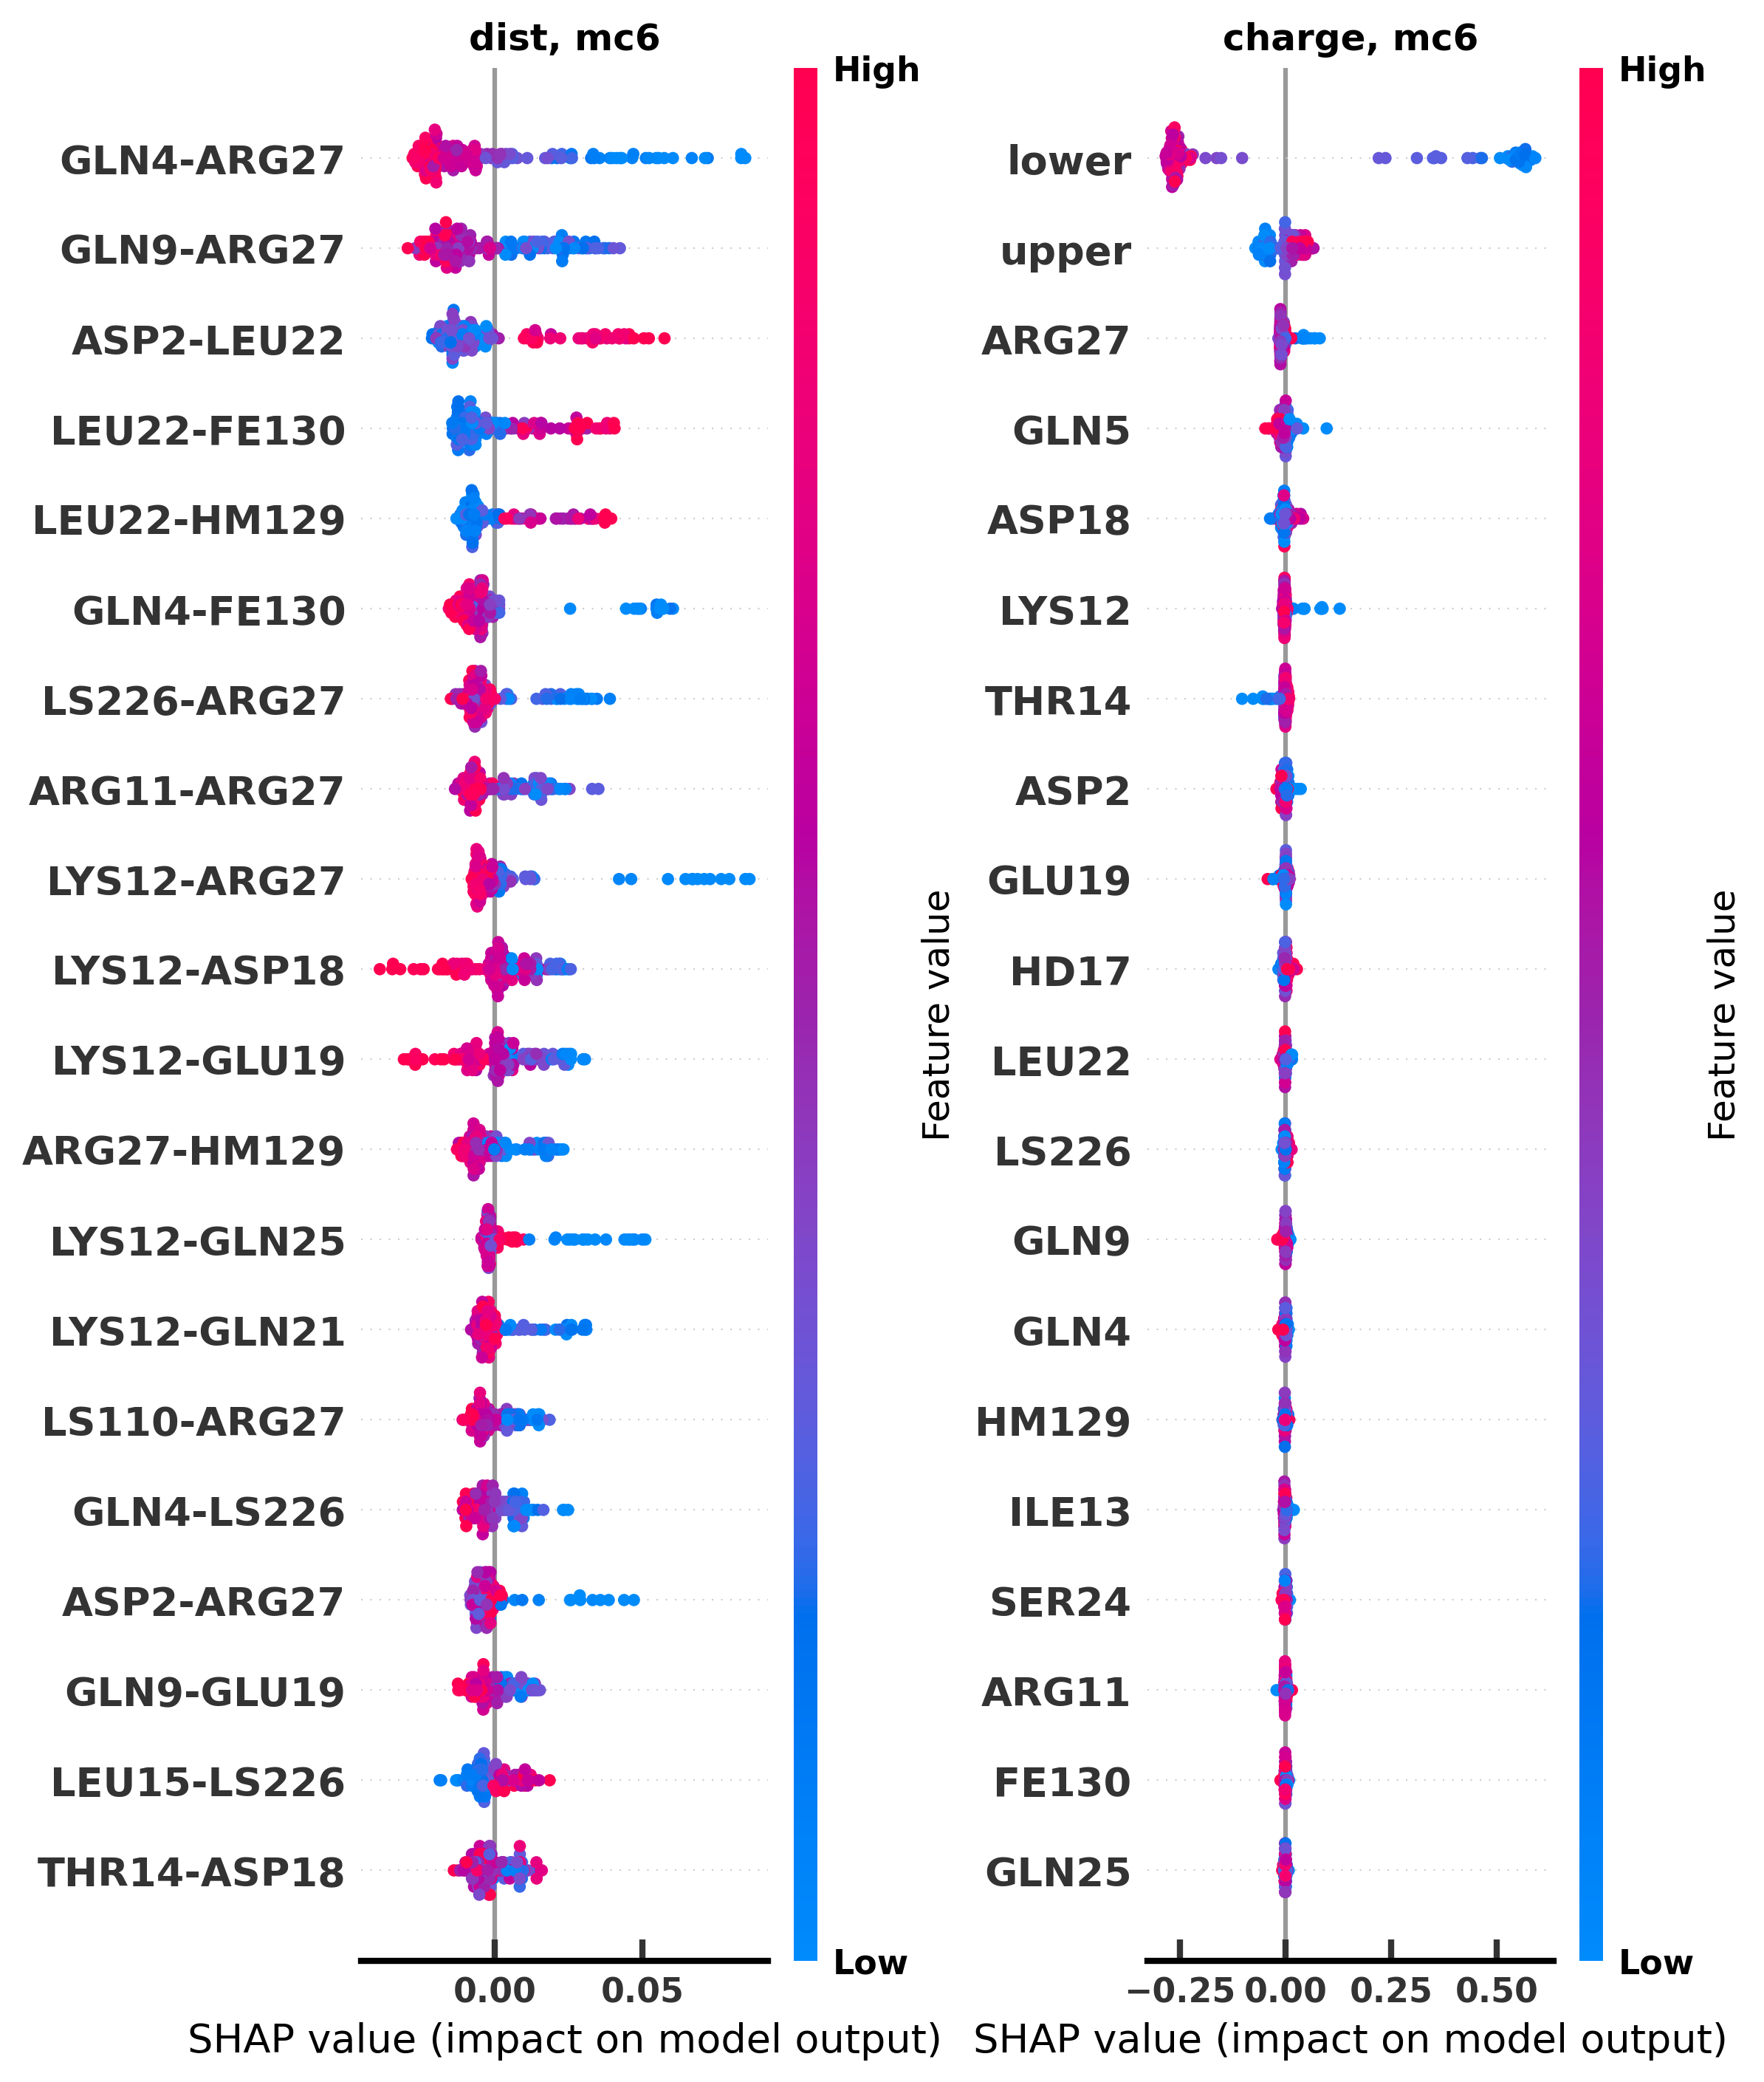 dist, mc6
High
GLN4-ARG27
GLN9-ARG27
ASP2-LEU22
LEU22-FE130
LEU22-HM129
GLN4-FE130
LS226-ARG27
ARG11-ARG27
LYS12-ARG27
LYS12-ASP18
LYS12-GLU19
ARG27-HM129
LYS12-GLN25
LYS12-GLN21
LS110-ARG27
GLN4-LS226
ASP2-ARG27
GLN9-GLU19
LEU15-LS226
THR14-ASP18
Feature value
Low
0.00 0.05
SHAP value (impact on model output)
charge, mc6
High
lower
upper
ARG27
GLN5
ASP18
LYS12
THR14
ASP2
GLU19
HD17
LEU22
LS226
GLN9
GLN4
HM129
ILE13
SER24
ARG11
FE130
GLN25
Feature value
Low
−0.25 0.00 0.25 0.50
SHAP value (impact on model output)